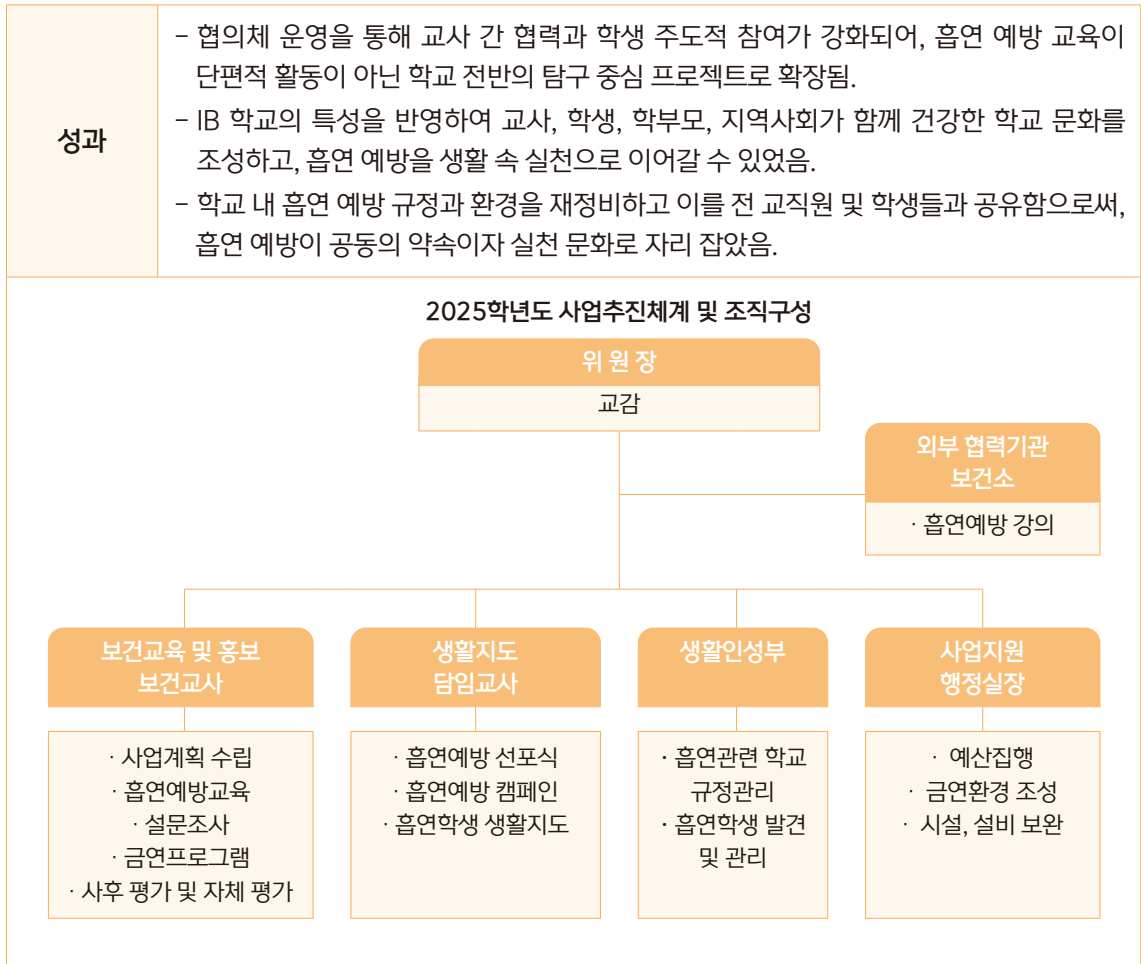 성과
- 협의체 운영을 통해 교사 간 협력과 학생 주도적 참여가 강화되어, 흡연 예방 교육이
단편적 활동이 아닌 학교 전반의 탐구 중심 프로젝트로 확장됨.
- IB 학교의 특성을 반영하여 교사, 학생, 학부모, 지역사회가 함께 건강한 학교 문화를
조성하고, 흡연 예방을 생활 속 실천으로 이어갈 수 있었음.
- 학교 내 흡연 예방 규정과 환경을 재정비하고 이를 전 교직원 및 학생들과 공유함으로써,
흡연 예방이 공동의 약속이자 실천 문화로 자리 잡았음.
2025학년도 사업추진체계 및 조직구성
위 원 장
교감
외부 협력기관
보건소
· 흡연예방 강의
보건교육 및 홍보
보건교사
· 사업계획 수립
· 흡연예방교육
· 설문조사
· 금연프로그램
· 사후 평가 및 자체 평가
생활지도
담임교사
· 흡연예방 선포식
· 흡연예방 캠페인
· 흡연학생 생활지도
생활인성부
· 흡연관련 학교
규정관리
· 흡연학생 발견
및 관리
사업지원
행정실장
· 예산집행
· 금연환경 조성
· 시설, 설비 보완